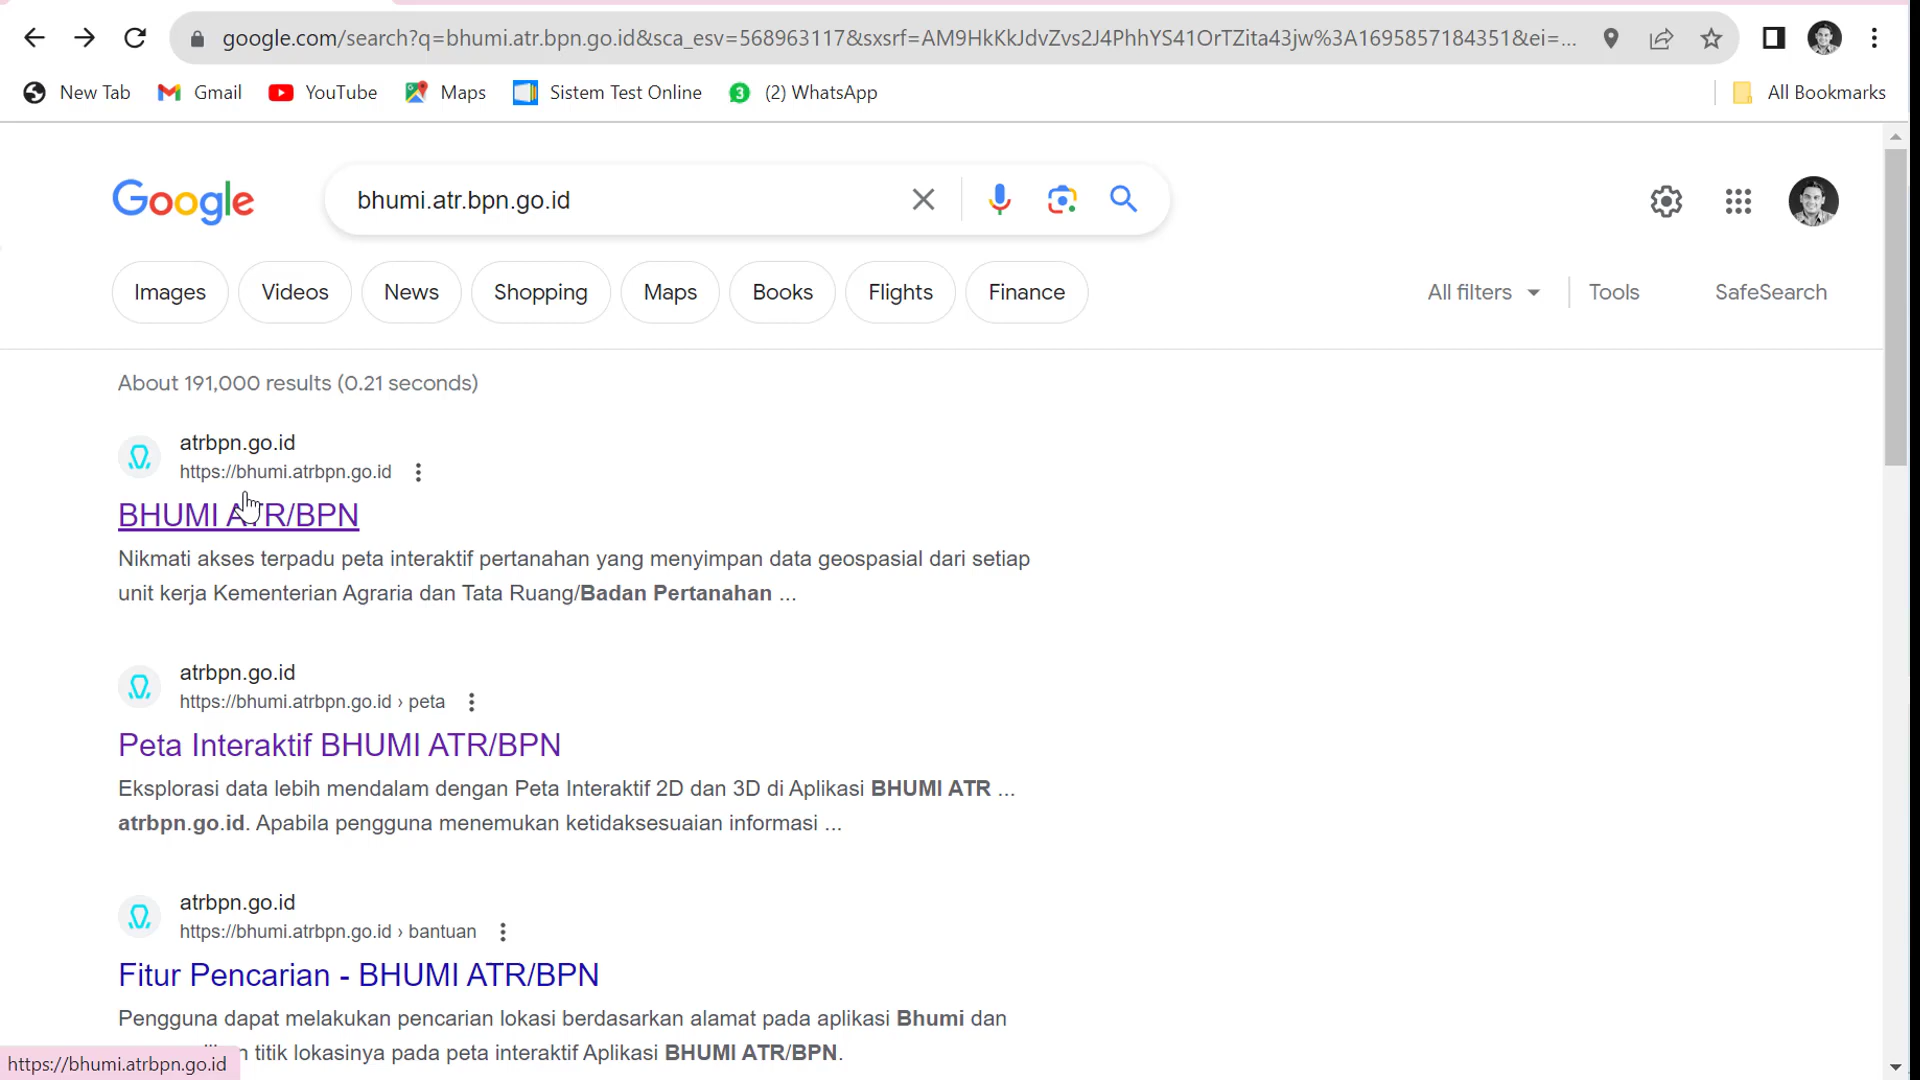 google.com/search?q=bhumi.atr.bpn.go.id&sca_esv=568963117&sxsrf=AM9HkKkJdvZvs2J4PhhYS41OrTZita43jw%3A1695857184351&ei=...
New Tab Gmail YouTube Maps Sistem Test Online 3 (2) WhatsApp All Bookmarks
Google bhumi.atr.bpn.go.id
Images Videos News Shopping Maps Books Flights Finance All filters Tools SafeSearch
About 191,000 results (0.21 seconds)
atrbpn.go.id
https://bhumi.atrbpn.go.id
BHUMI ATR/BPN
Nikmati akses terpadu peta interaktif pertanahan yang menyimpan data geospasial dari setiap
unit kerja Kementerian Agraria dan Tata Ruang/Badan Pertanahan ...
atrbpn.go.id
https://bhumi.atrbpn.go.id › peta
Peta Interaktif BHUMI ATR/BPN
Eksplorasi data lebih mendalam dengan Peta Interaktif 2D dan 3D di Aplikasi BHUMI ATR ...
atrbpn.go.id. Apabila pengguna menemukan ketidaksesuaian informasi ...
atrbpn.go.id
https://bhumi.atrbpn.go.id › bantuan
Fitur Pencarian - BHUMI ATR/BPN
Pengguna dapat melakukan pencarian lokasi berdasarkan alamat pada aplikasi Bhumi dan
titik lokasinya pada peta interaktif Aplikasi BHUMI ATR/BPN.
https://bhumi.atrbpn.go.id